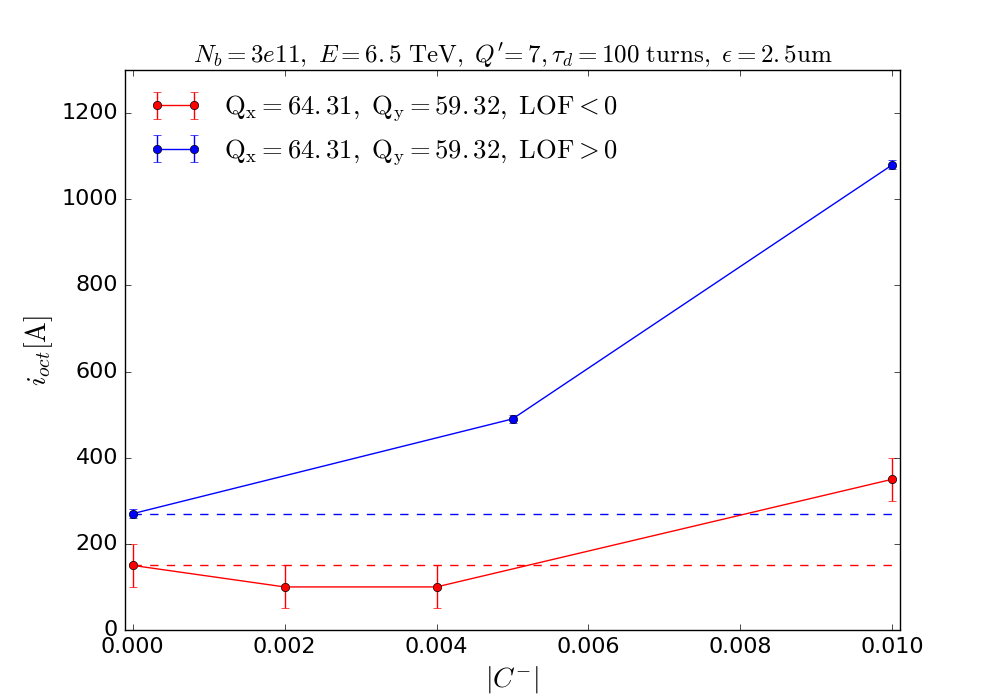 N_b = 3e11, E = 6.5 TeV, Q′ = 7, τ_d = 100 turns, ϵ = 2.5um
Q_x = 64.31, Q_y = 59.32, LOF < 0
Q_x = 64.31, Q_y = 59.32, LOF > 0
1200
1000
800
600
400
200
0
i_oct [A]
0.000 0.002 0.004 0.006 0.008 0.010
|C⁻|